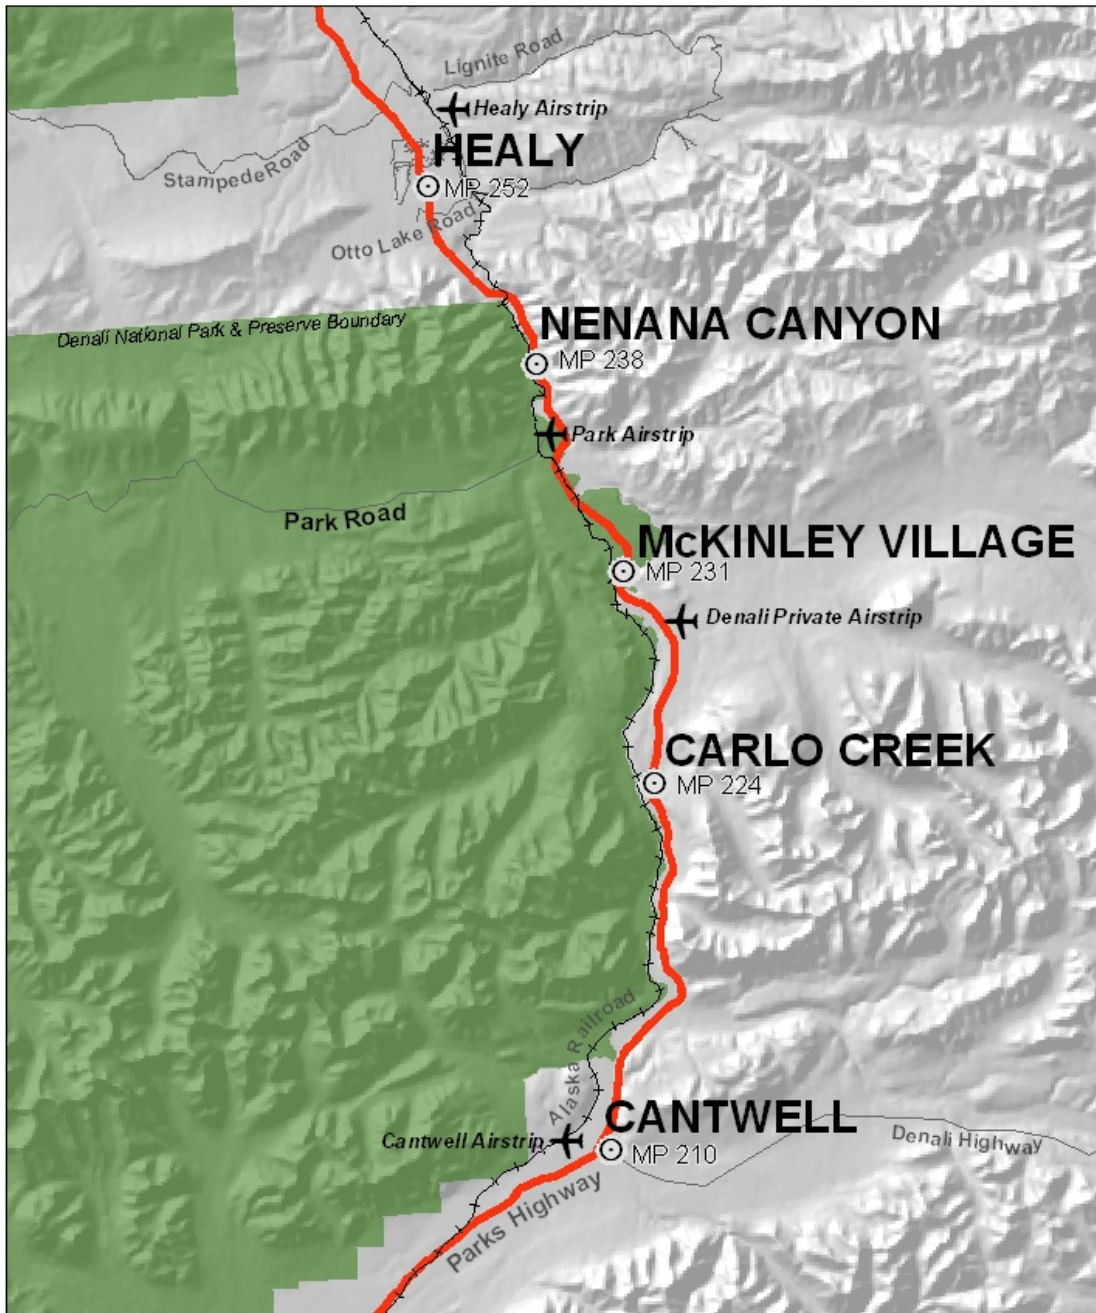 Lignite Road
Healy Airstrip
HEALY
Stampede Road
MP 252
Otto Lake Road
Denali National Park & Preserve Boundary
NENANA CANYON
MP 238
Park Airstrip
Park Road
McKINLEY VILLAGE
MP 231
Denali Private Airstrip
CARLO CREEK
MP 224
Alaska Railroad
CANTWELL
Cantwell Airstrip
Denali Highway
MP 210
Parks Highway